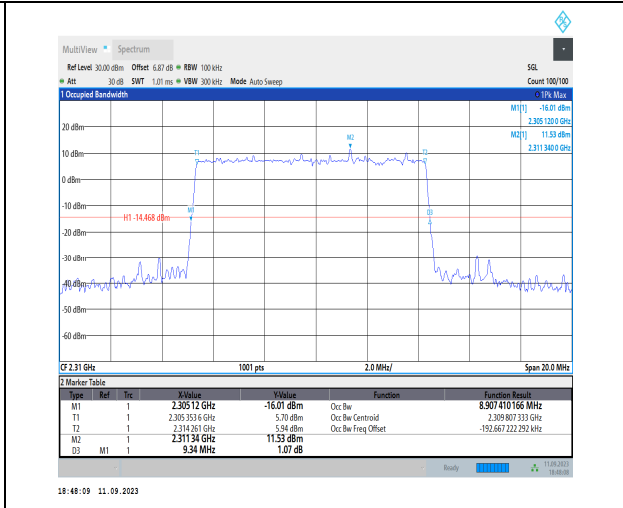 MultiView Spectrum
Ref Level 30.00 dBm Offset 6.87 dB RBW 100 kHz SGL
Att 30 dB SWT 1.01 ms VBW 300 kHz Mode Auto Sweep Count 100/100
1 Occupied Bandwidth 1Pk Max
M1[1] -16.01 dBm
2.305 120 0 GHz
M2[1] 11.53 dBm
2.311 340 0 GHz
20 dBm
M2
10 dBm
T1 T2
0 dBm
-10 dBm
M1 D3
H1 -14.468 dBm
-20 dBm
-30 dBm
-40 dBm
-50 dBm
-60 dBm
CF 2.31 GHz 1001 pts 2.0 MHz/ Span 20.0 MHz
2 Marker Table
Type Ref Trc X-Value Y-Value Function Function Result
M1 1 2.305 12 GHz -16.01 dBm Occ Bw 8.907 410 166 MHz
T1 1 2.305 353 6 GHz 5.70 dBm Occ Bw Centroid 2.309 807 333 GHz
T2 1 2.314 261 GHz 5.94 dBm Occ Bw Freq Offset -192.667 222 292 kHz
M2 1 2.311 34 GHz 11.53 dBm
D3 M1 1 9.34 MHz 1.07 dB
Ready 11.09.2023
18:48:08
18:48:09 11.09.2023